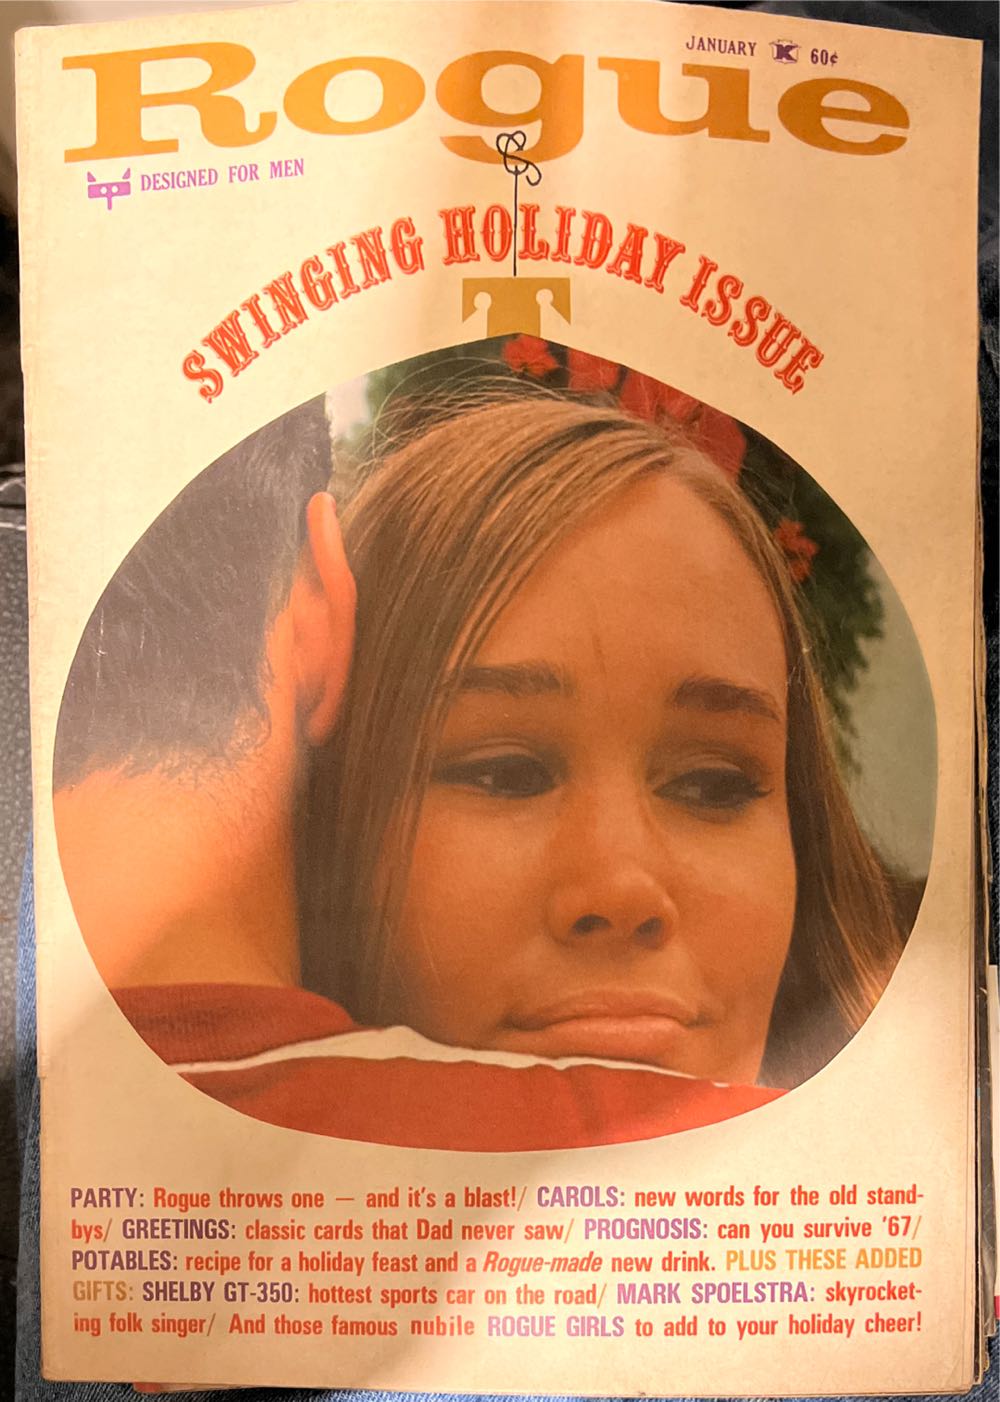 JANUARY K 60¢
Rogue
DESIGNED FOR MEN
SWINGING HOLIDAY ISSUE
PARTY: Rogue throws one — and it's a blast!/ CAROLS: new words for the old stand-
bys/ GREETINGS: classic cards that Dad never saw/ PROGNOSIS: can you survive '67/
POTABLES: recipe for a holiday feast and a Rogue-made new drink. PLUS THESE ADDED
GIFTS: SHELBY GT-350: hottest sports car on the road/ MARK SPOELSTRA: skyrocket-
ing folk singer/ And those famous nubile ROGUE GIRLS to add to your holiday cheer!